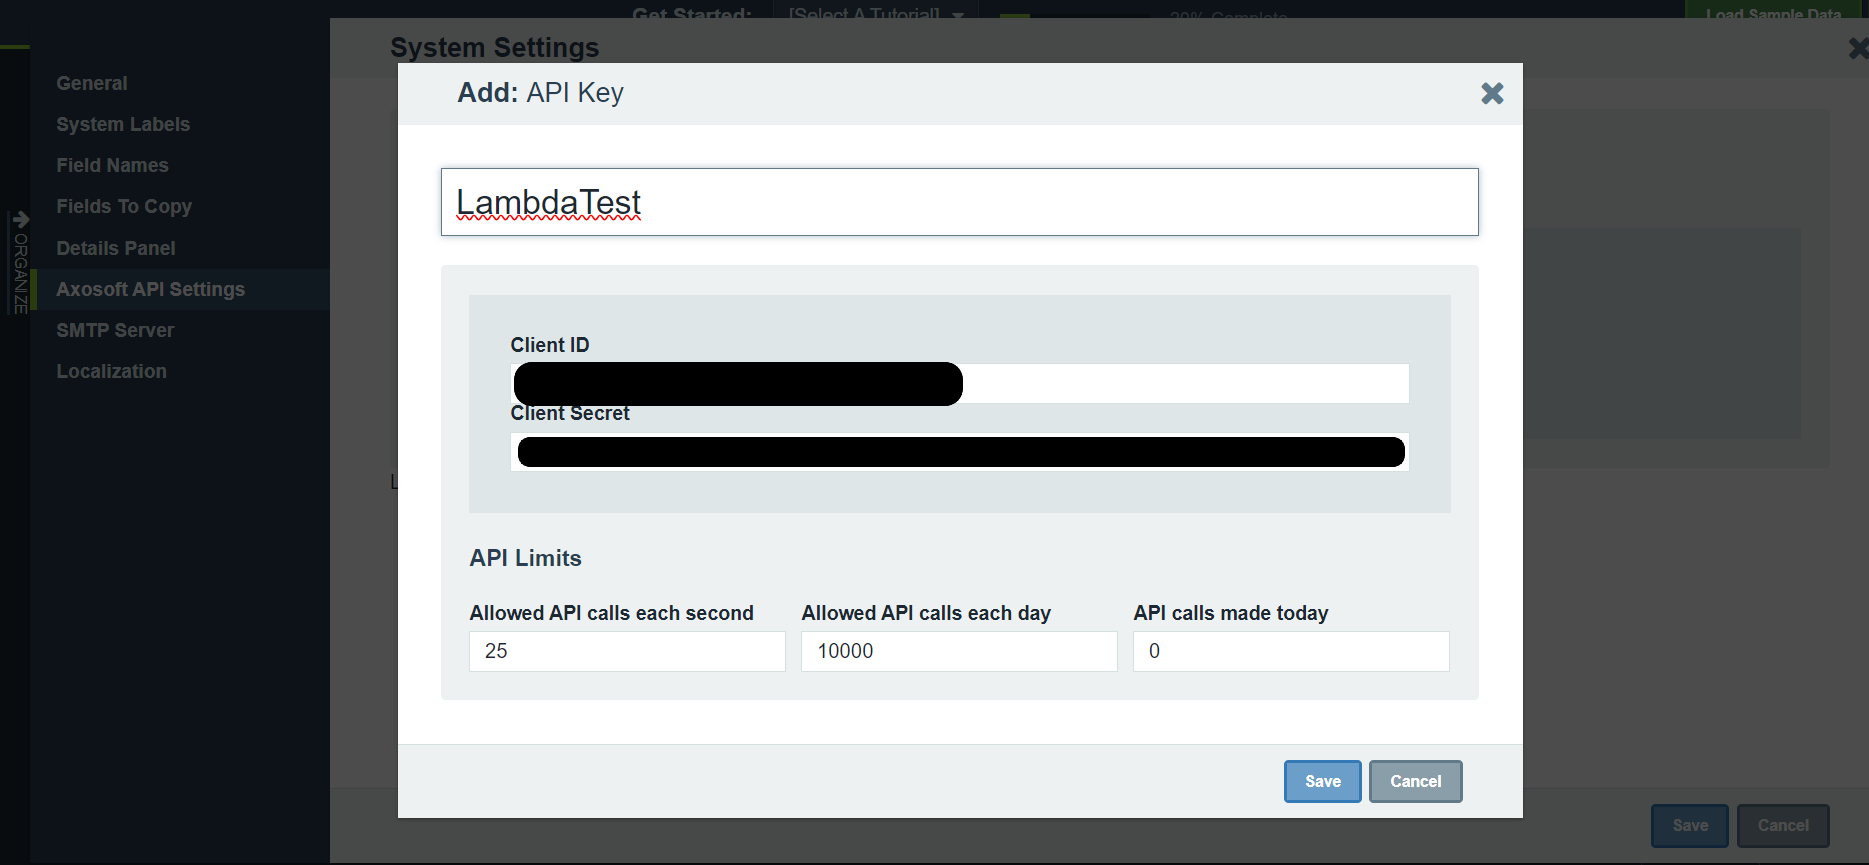 Get Started: [Select A Tutorial] 20% Complete Load Sample Data
System Settings
General
System Labels
Field Names
Fields To Copy
Details Panel
Axosoft API Settings
SMTP Server
Localization
ORGANIZE
Add: API Key
LambdaTest
Client ID
Client Secret
API Limits
Allowed API calls each second Allowed API calls each day API calls made today
25 10000 0
Save Cancel
Save Cancel